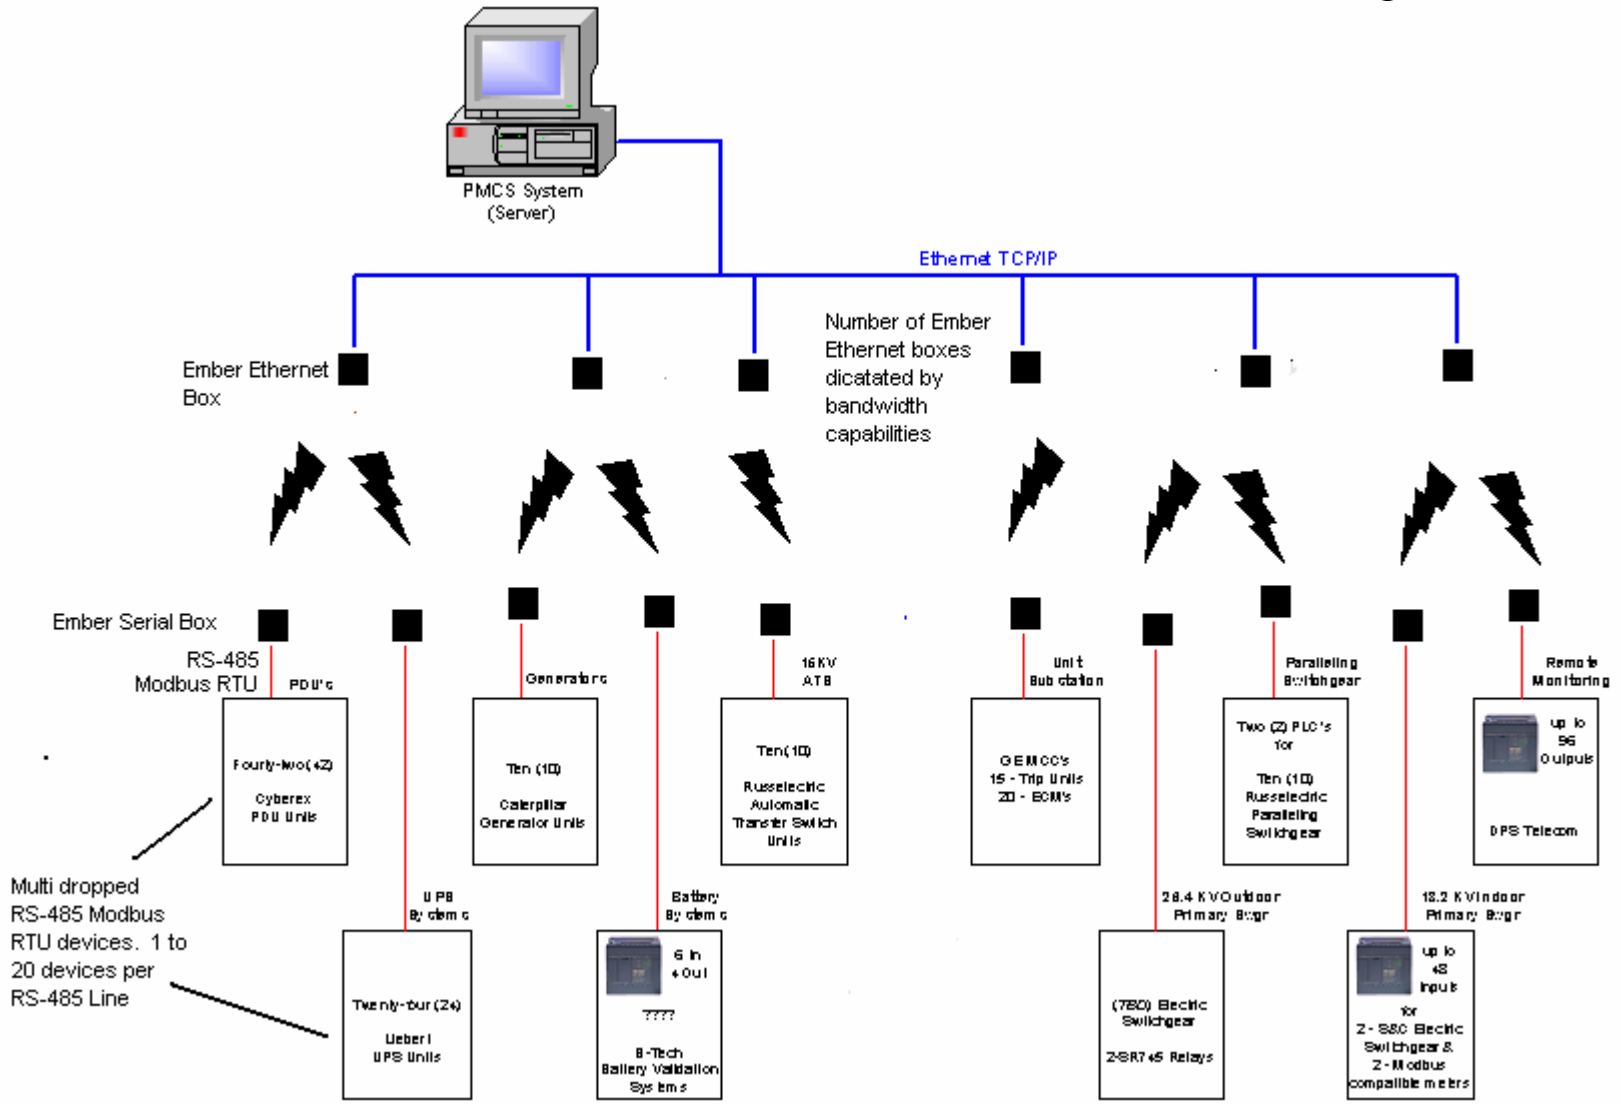 PMCS System
(Server)
Ethernet TCP/IP
Number of Ember
Ethernet boxes
dicatated by
bandwidth
capabilities
Ember Ethernet
Box
Ember Serial Box
RS-485
Modbus RTU
PDU's
Generators
16KV
ATS
Unit
Substation
Paralleling
Switchgear
Remote
Monitoring
Fourty-two(42)
Cyberex
PDU Units
Ten (10)
Caterpillar
Generator Units
Ten(10)
Russelectric
Automatic
Transfer Switch
Units
GEMCC's
15 - Trip Units
20 - ECM's
Two (2) PLC's
for
Ten (10)
Russelectric
Paralleling
Switchgear
up to
96
Outputs
DPS Telecom
Multi dropped
RS-485 Modbus
RTU devices. 1 to
20 devices per
RS-485 Line
UPS
Systems
Battery
Systems
26.4 KV Outdoor
Primary Swgr
13.2 KV Indoor
Primary Swgr
Twenty-four (24)
Liebert
UPS Units
6 In
4 Out
????
B-Tech
Battery Validation
Systems
(TBD) Electric
Switchgear
2-SR745 Relays
up to
48
Inputs
for
2 - S&C Electric
Switchgear &
2 - Modbus
compatible meters